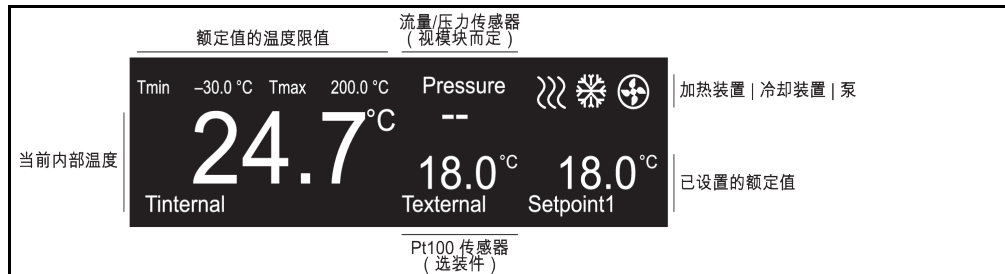 流量/压力传感器
额定值的温度限值
（视模块而定）
Tmin –30.0 °C Tmax 200.0 °C Pressure
加热装置 | 冷却装置 | 泵
--
24.7°C
当前内部温度
18.0°C 18.0°C
已设置的额定值
Tinternal Texternal Setpoint1
Pt100 传感器
（选装件）